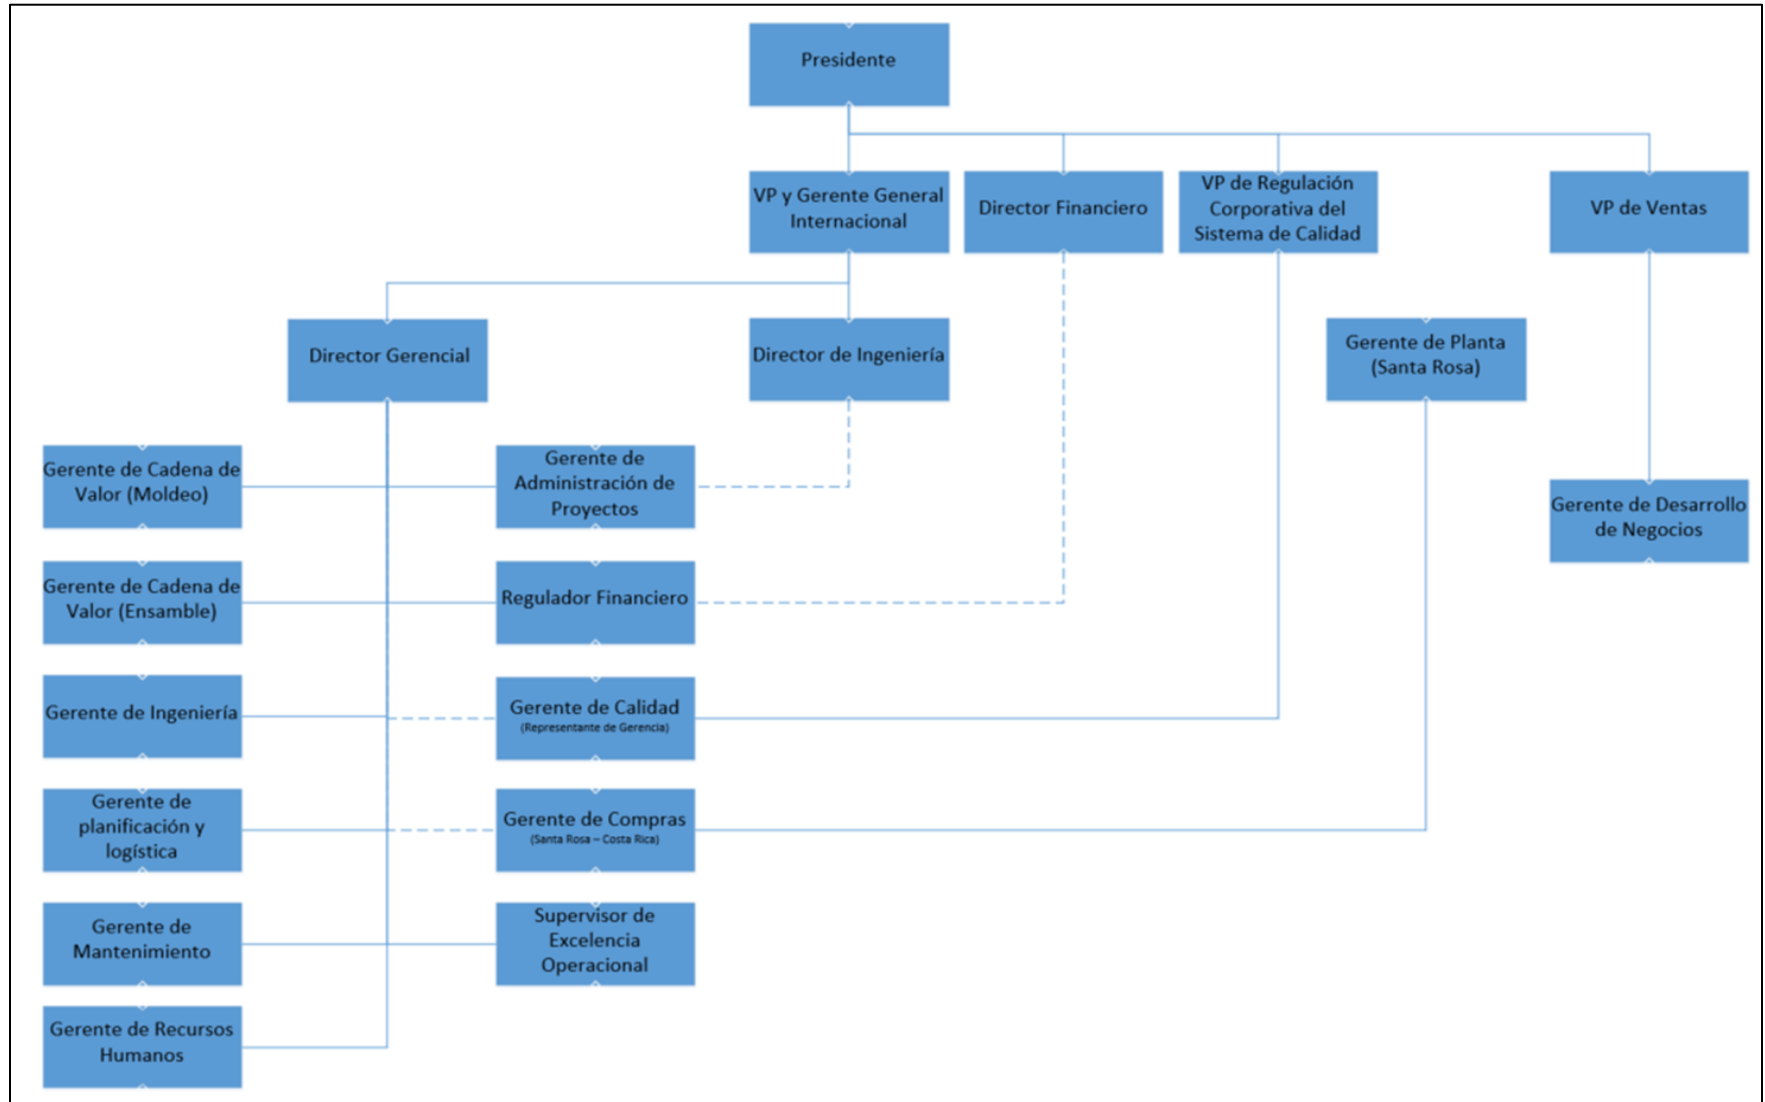 Presidente
VP y Gerente General
Internacional
Director Financiero
VP de Regulación
Corporativa del
Sistema de Calidad
VP de Ventas
Director Gerencial
Director de Ingeniería
Gerente de Planta
(Santa Rosa)
Gerente de Cadena de
Valor (Moldeo)
Gerente de
Administración de
Proyectos
Gerente de Desarrollo
de Negocios
Gerente de Cadena de
Valor (Ensamble)
Regulador Financiero
Gerente de Ingeniería
Gerente de Calidad
(Representante de Gerencia)
Gerente de
planificación y
logística
Gerente de Compras
(Santa Rosa – Costa Rica)
Gerente de
Mantenimiento
Supervisor de
Excelencia
Operacional
Gerente de Recursos
Humanos